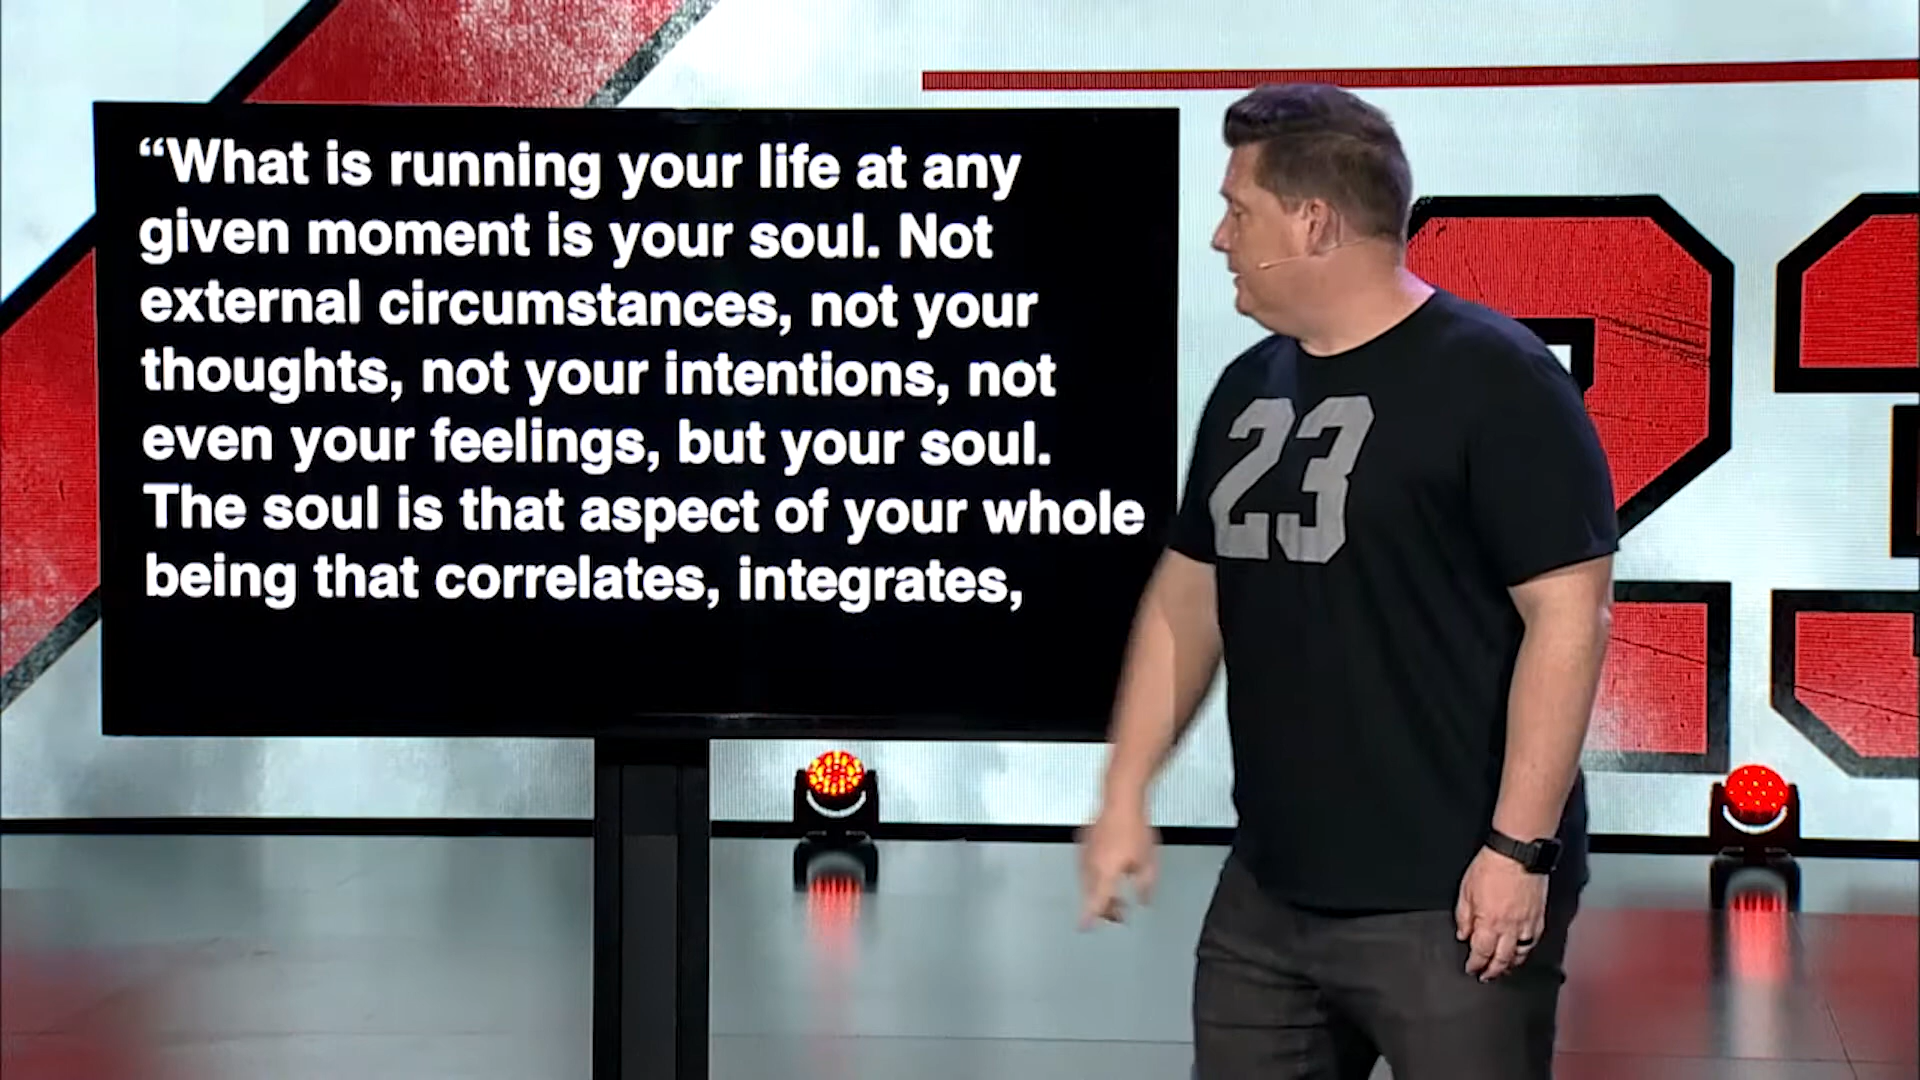 “What is running your life at any
given moment is your soul. Not
external circumstances, not your
thoughts, not your intentions, not
even your feelings, but your soul.
The soul is that aspect of your whole
being that correlates, integrates,
23
23